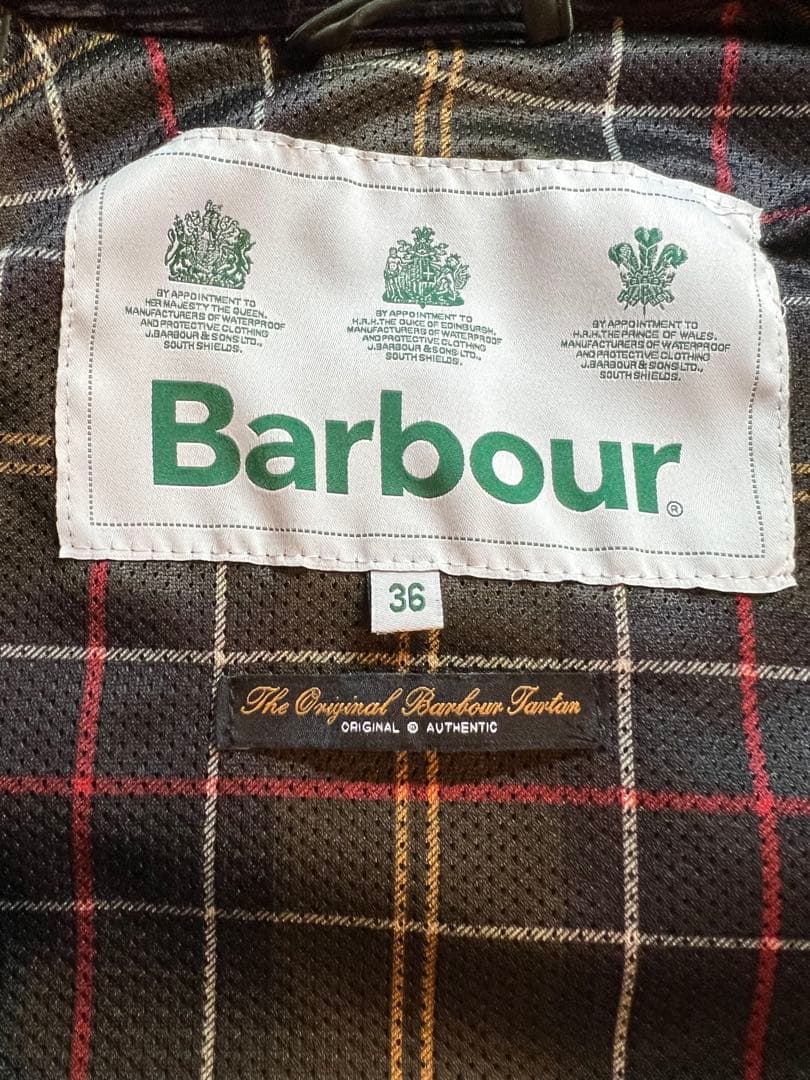 BY APPOINTMENT TO
HER MAJESTY THE QUEEN.
MANUFACTURERS OF WATERPROOF
AND PROTECTIVE CLOTHING
J.BARBOUR & SONS LTD.,
SOUTH SHIELDS.
BY APPOINTMENT TO
H.R.H.THE DUKE OF EDINBURGH.
MANUFACTURERS OF WATERPROOF
AND PROTECTIVE CLOTHING
J.BARBOUR & SONS LTD.,
SOUTH SHIELDS.
BY APPOINTMENT TO
H.R.H.THE PRINCE OF WALES.
MANUFACTURERS OF WATERPROOF
AND PROTECTIVE CLOTHING
J.BARBOUR & SONS LTD.,
SOUTH SHIELDS.
Barbour®
36
The Original Barbour Tartan
ORIGINAL ® AUTHENTIC